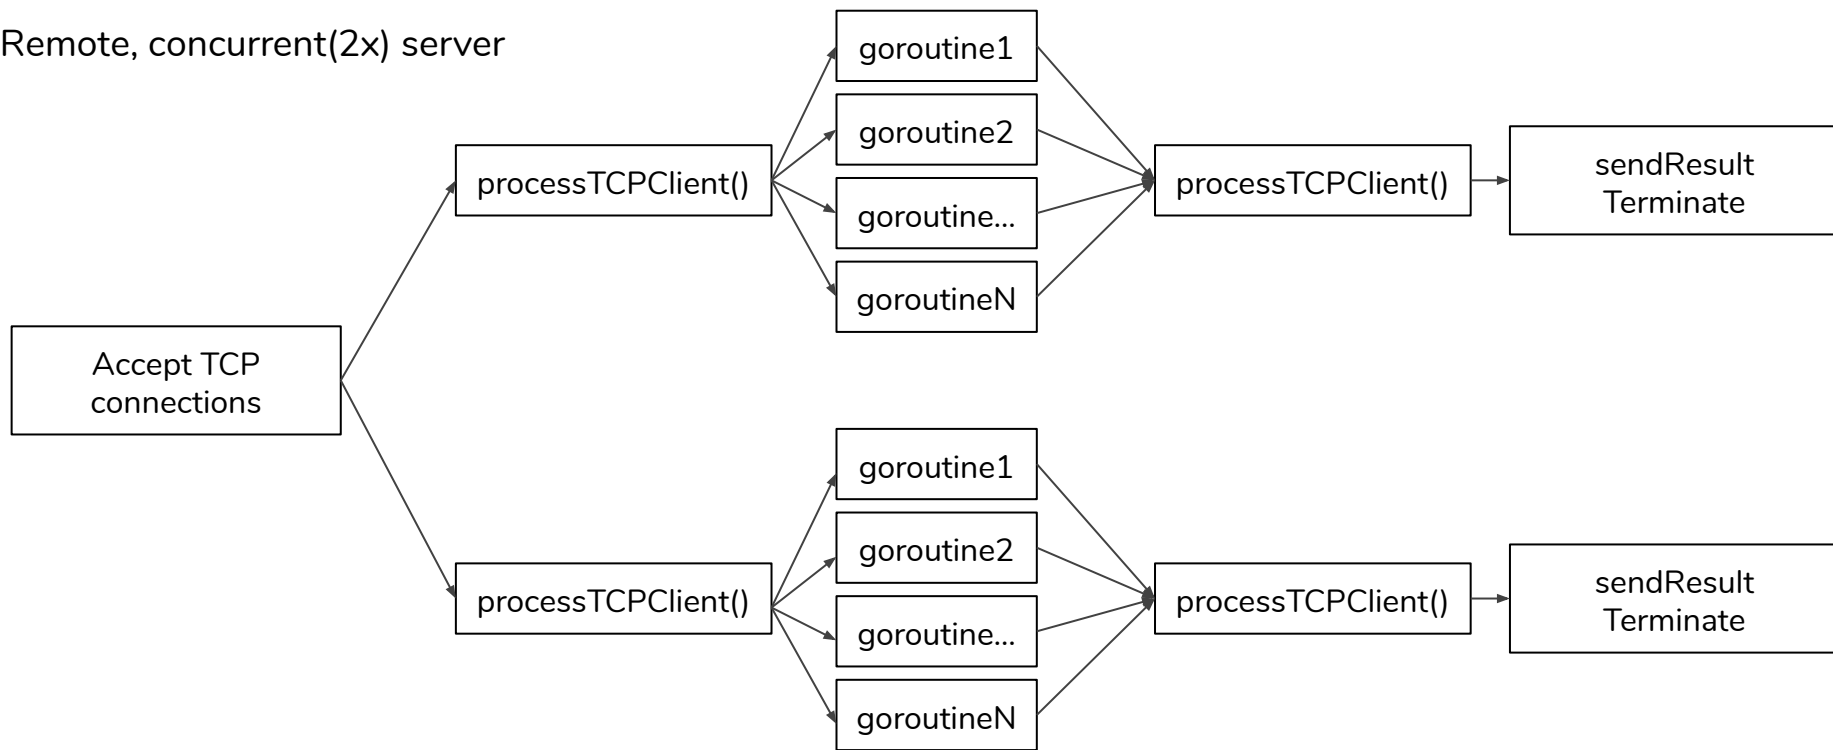 Remote, concurrent(2x) server
Accept TCP
connections
processTCPClient()
goroutine1
goroutine2
goroutine...
goroutineN
processTCPClient()
sendResult
Terminate
processTCPClient()
goroutine1
goroutine2
goroutine...
goroutineN
processTCPClient()
sendResult
Terminate